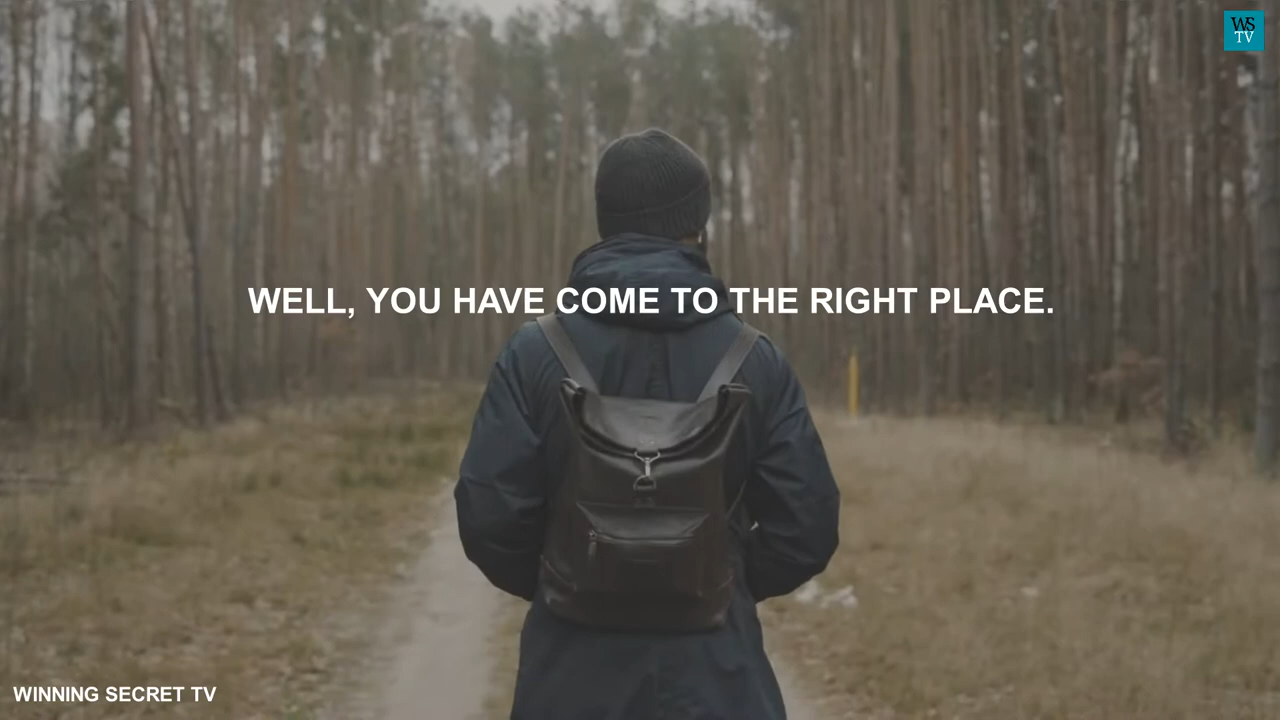 WS
TV
WELL, YOU HAVE COME TO THE RIGHT PLACE.
WINNING SECRET TV